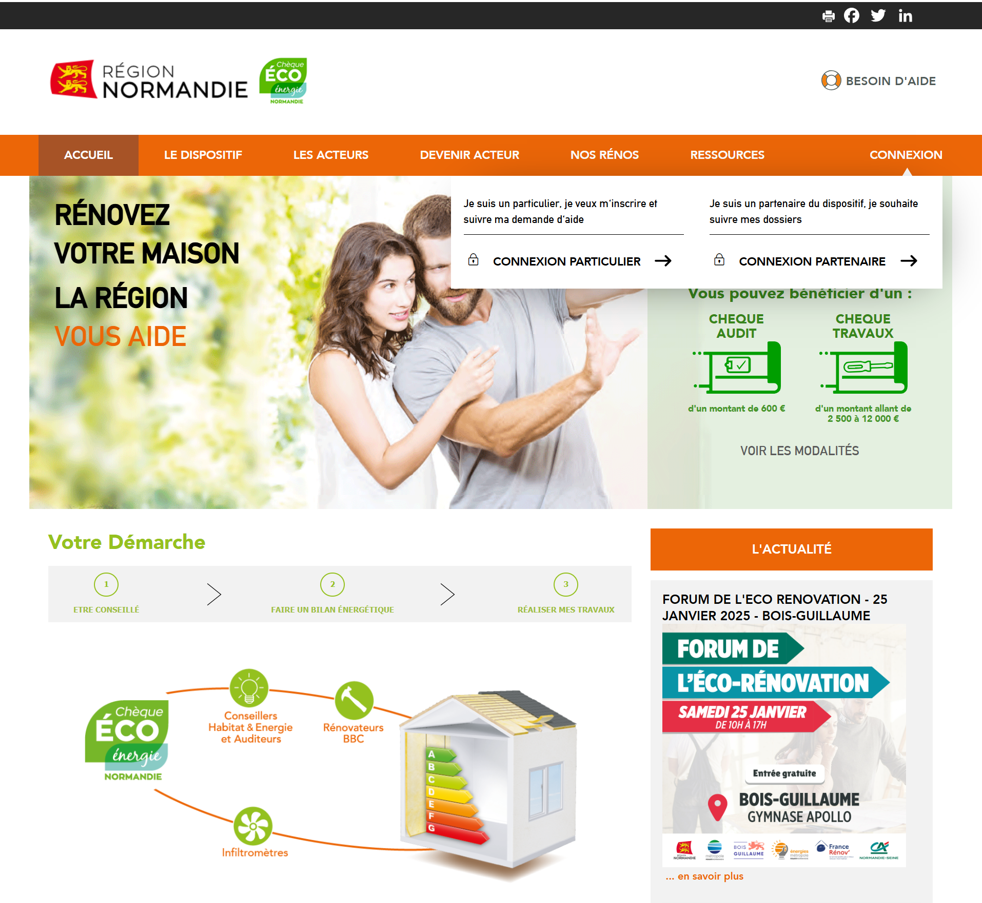 RÉGION
NORMANDIE
Chèque
ÉCO
énergie
NORMANDIE
BESOIN D'AIDE
ACCUEIL
LE DISPOSITIF
LES ACTEURS
DEVENIR ACTEUR
NOS RÉNOS
RESSOURCES
CONNEXION
Je suis un particulier, je veux m'inscrire et
suivre ma demande d'aide
CONNEXION PARTICULIER
Je suis un partenaire du dispositif, je souhaite
suivre mes dossiers
CONNEXION PARTENAIRE
RÉNOVEZ
VOTRE MAISON
LA RÉGION
VOUS AIDE
Vous pouvez bénéficier d'un :
CHEQUE
AUDIT
d'un montant de 600 €
CHEQUE
TRAVAUX
d'un montant allant de
2 500 à 12 000 €
VOIR LES MODALITÉS
Votre Démarche
1
ETRE CONSEILLÉ
2
FAIRE UN BILAN ÉNERGÉTIQUE
3
RÉALISER MES TRAVAUX
Chèque
ÉCO
énergie
NORMANDIE
Conseillers
Habitat & Energie
et Auditeurs
Rénovateurs
BBC
Infiltromètres
A
B
C
D
E
F
G
L'ACTUALITÉ
FORUM DE L'ECO RENOVATION - 25
JANVIER 2025 - BOIS-GUILLAUME
FORUM DE
L'ÉCO-RÉNOVATION
SAMEDI 25 JANVIER
DE 10H À 17H
Entrée gratuite
BOIS-GUILLAUME
GYMNASE APOLLO
NORMANDIE
BOIS
GUILLAUME
énergies
France
Rénov'
CA
NORMANDIE-SEINE
... en savoir plus